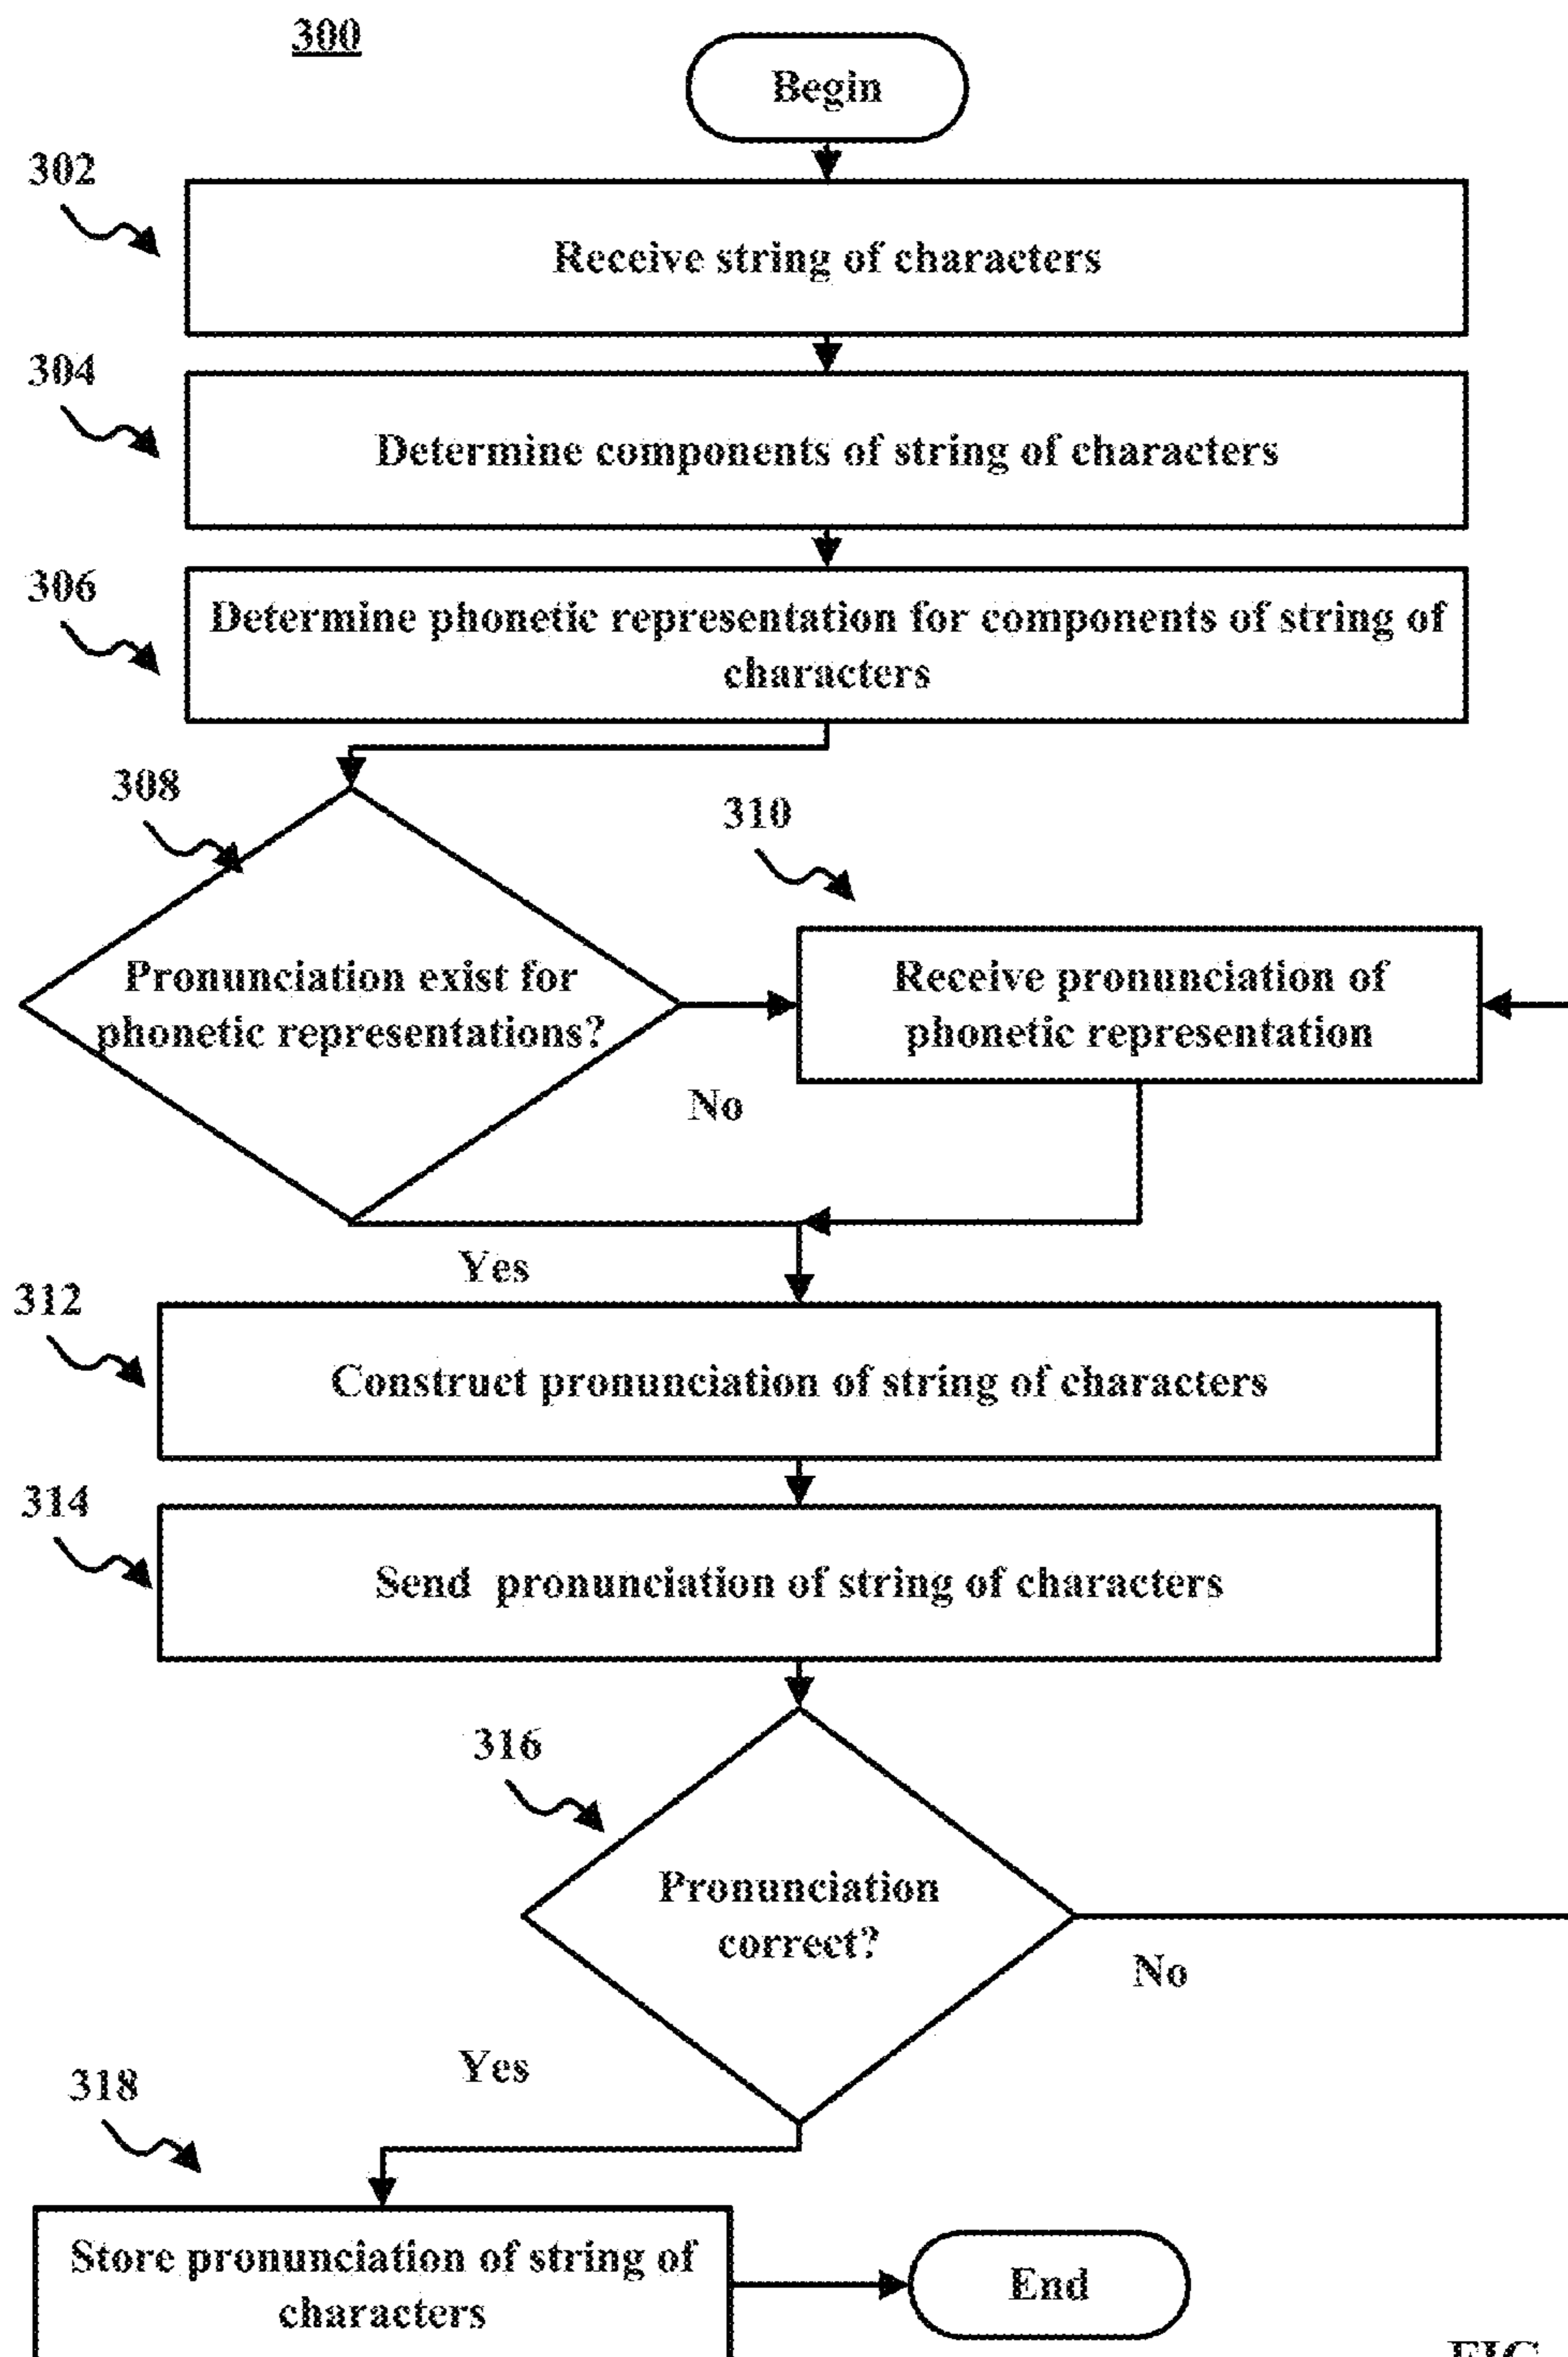 300
Begin
302
Receive string of characters
304
Determine components of string of characters
306
Determine phonetic representation for components of string of
characters
308
310
Pronunciation exist for
phonetic representations?
Receive pronunciation of
phonetic representation
No
Yes
312
Construct pronunciation of string of characters
314
Send pronunciation of string of characters
316
Pronunciation
correct?
No
Yes
318
Store pronunciation of string of
characters
End